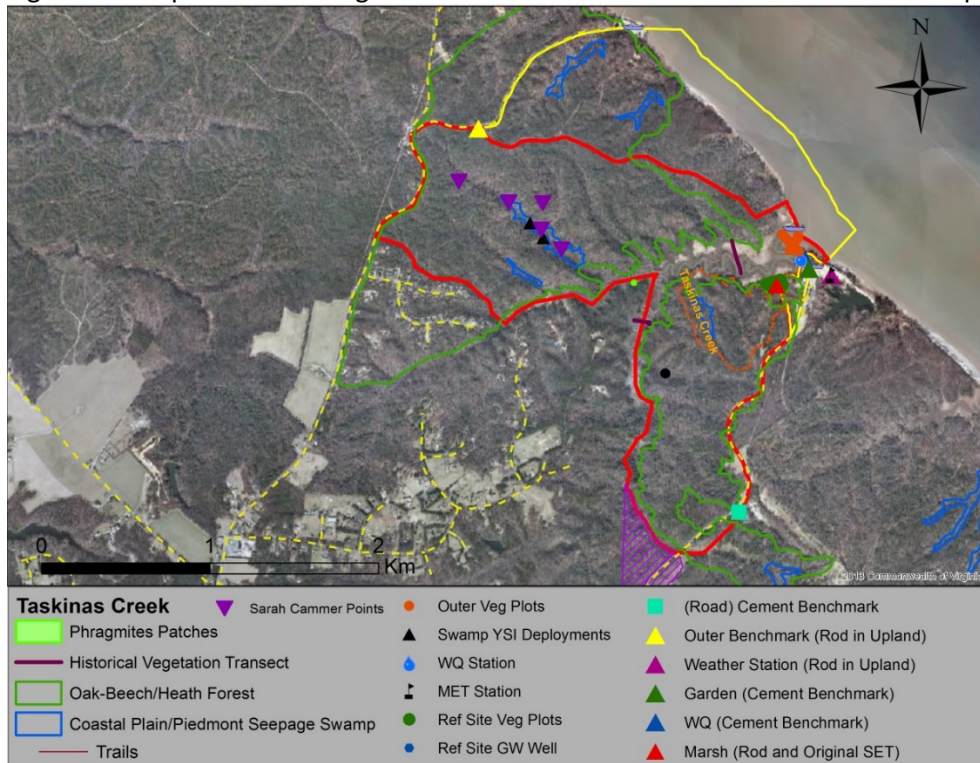 N
Taskinas Creek
0 1 2
Km
2013 Commonwealth of Virginia
Taskinas Creek
Phragmites Patches
Historical Vegetation Transect
Oak-Beech/Heath Forest
Coastal Plain/Piedmont Seepage Swamp
Trails
Sarah Cammer Points
Outer Veg Plots
Swamp YSI Deployments
WQ Station
MET Station
Ref Site Veg Plots
Ref Site GW Well
(Road) Cement Benchmark
Outer Benchmark (Rod in Upland)
Weather Station (Rod in Upland)
Garden (Cement Benchmark)
WQ (Cement Benchmark)
Marsh (Rod and Original SET)